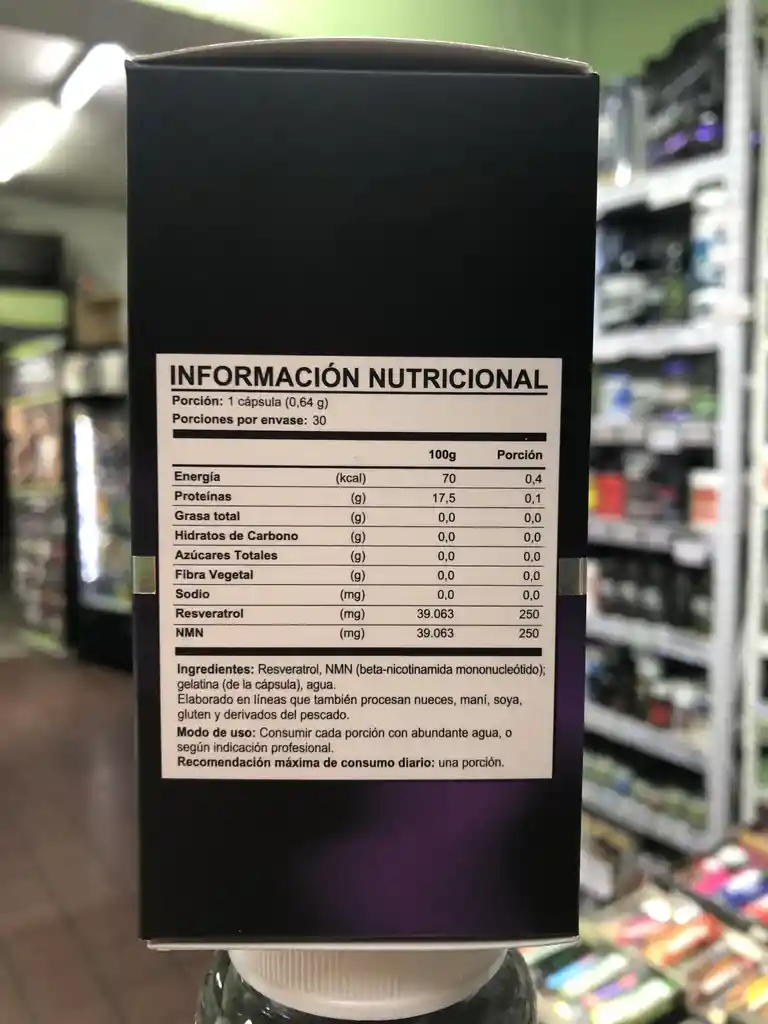 INFORMACIÓN NUTRICIONAL
Porción: 1 cápsula (0,64 g)
Porciones por envase: 30
100g Porción
Energía (kcal) 70 0,4
Proteínas (g) 17,5 0,1
Grasa total (g) 0,0 0,0
Hidratos de Carbono (g) 0,0 0,0
Azúcares Totales (g) 0,0 0,0
Fibra Vegetal (g) 0,0 0,0
Sodio (mg) 0,0 0,0
Resveratrol (mg) 39.063 250
NMN (mg) 39.063 250
Ingredientes: Resveratrol, NMN (beta-nicotinamida mononucleótido);
gelatina (de la cápsula), agua.
Elaborado en líneas que también procesan nueces, maní, soya,
gluten y derivados del pescado.
Modo de uso: Consumir cada porción con abundante agua, o
según indicación profesional.
Recomendación máxima de consumo diario: una porción.